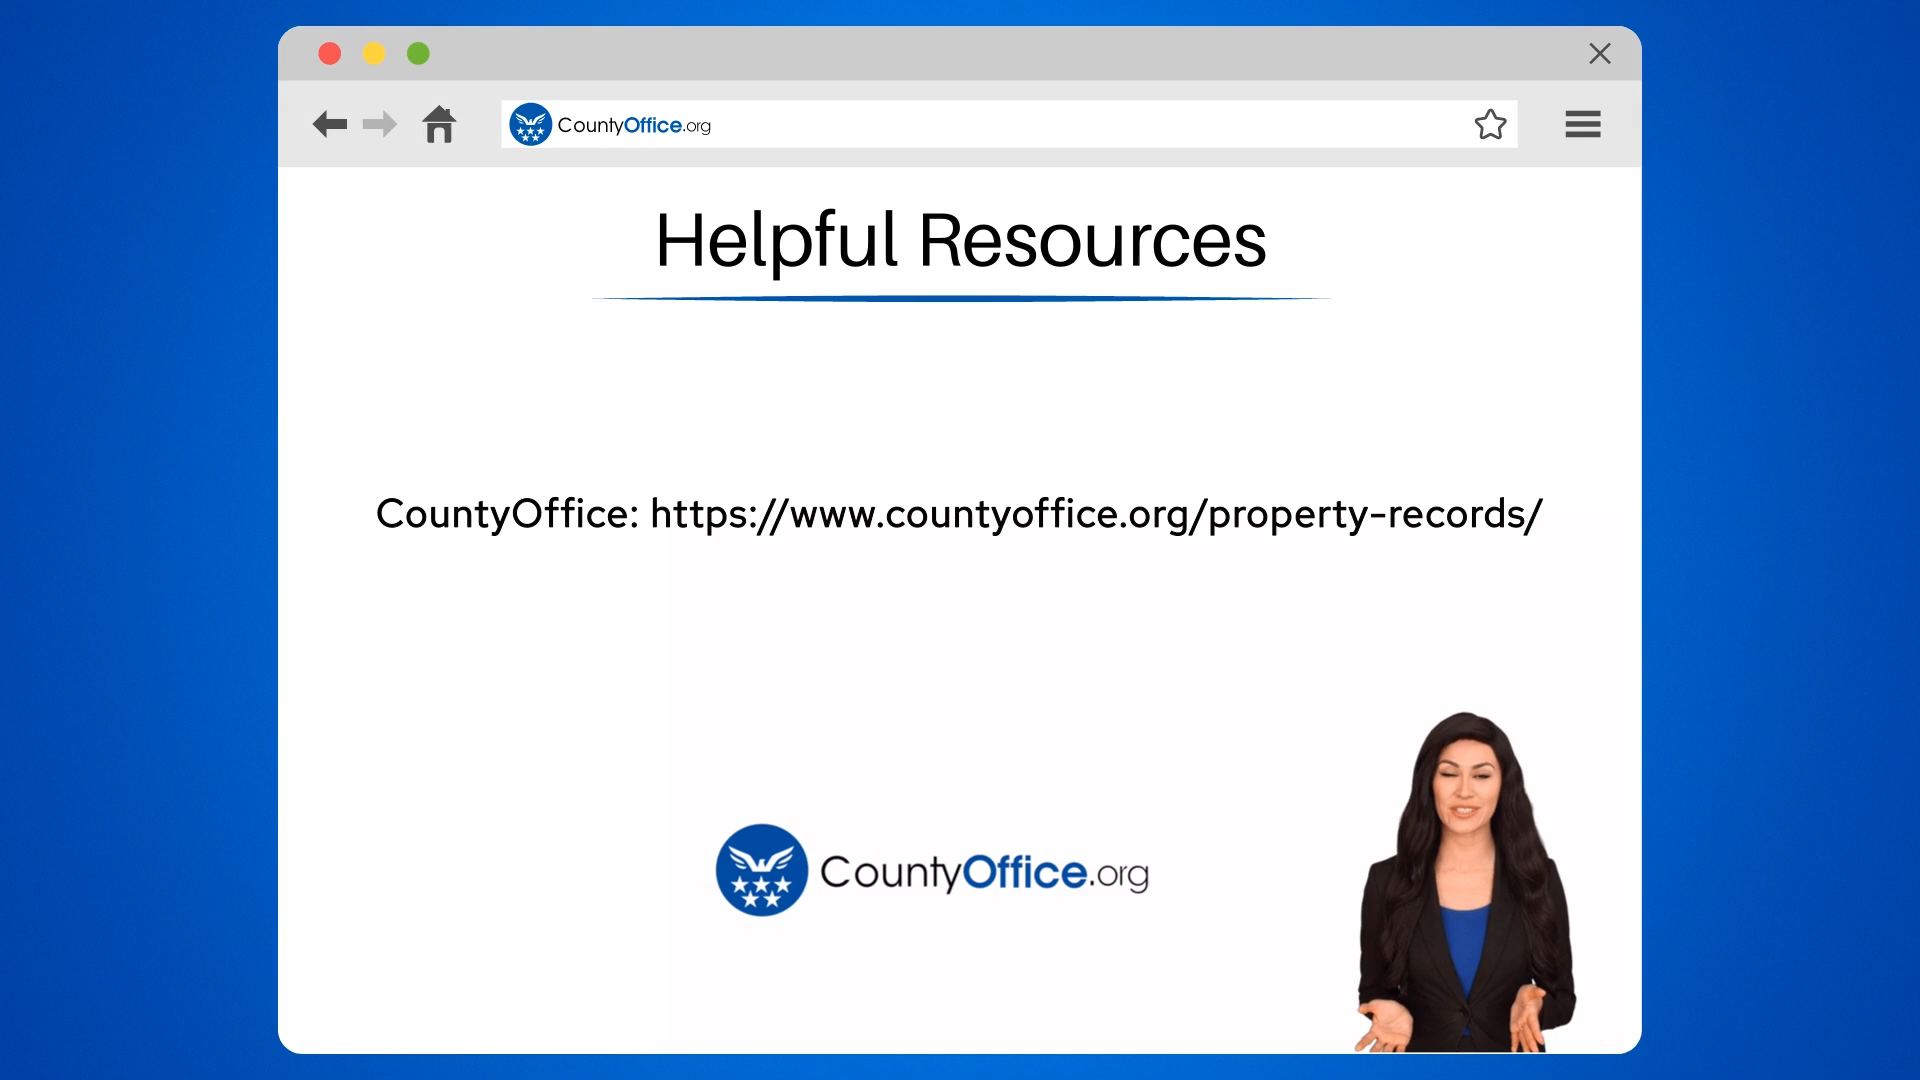 CountyOffice.org
Helpful Resources
CountyOffice: https://www.countyoffice.org/property-records/
CountyOffice.org